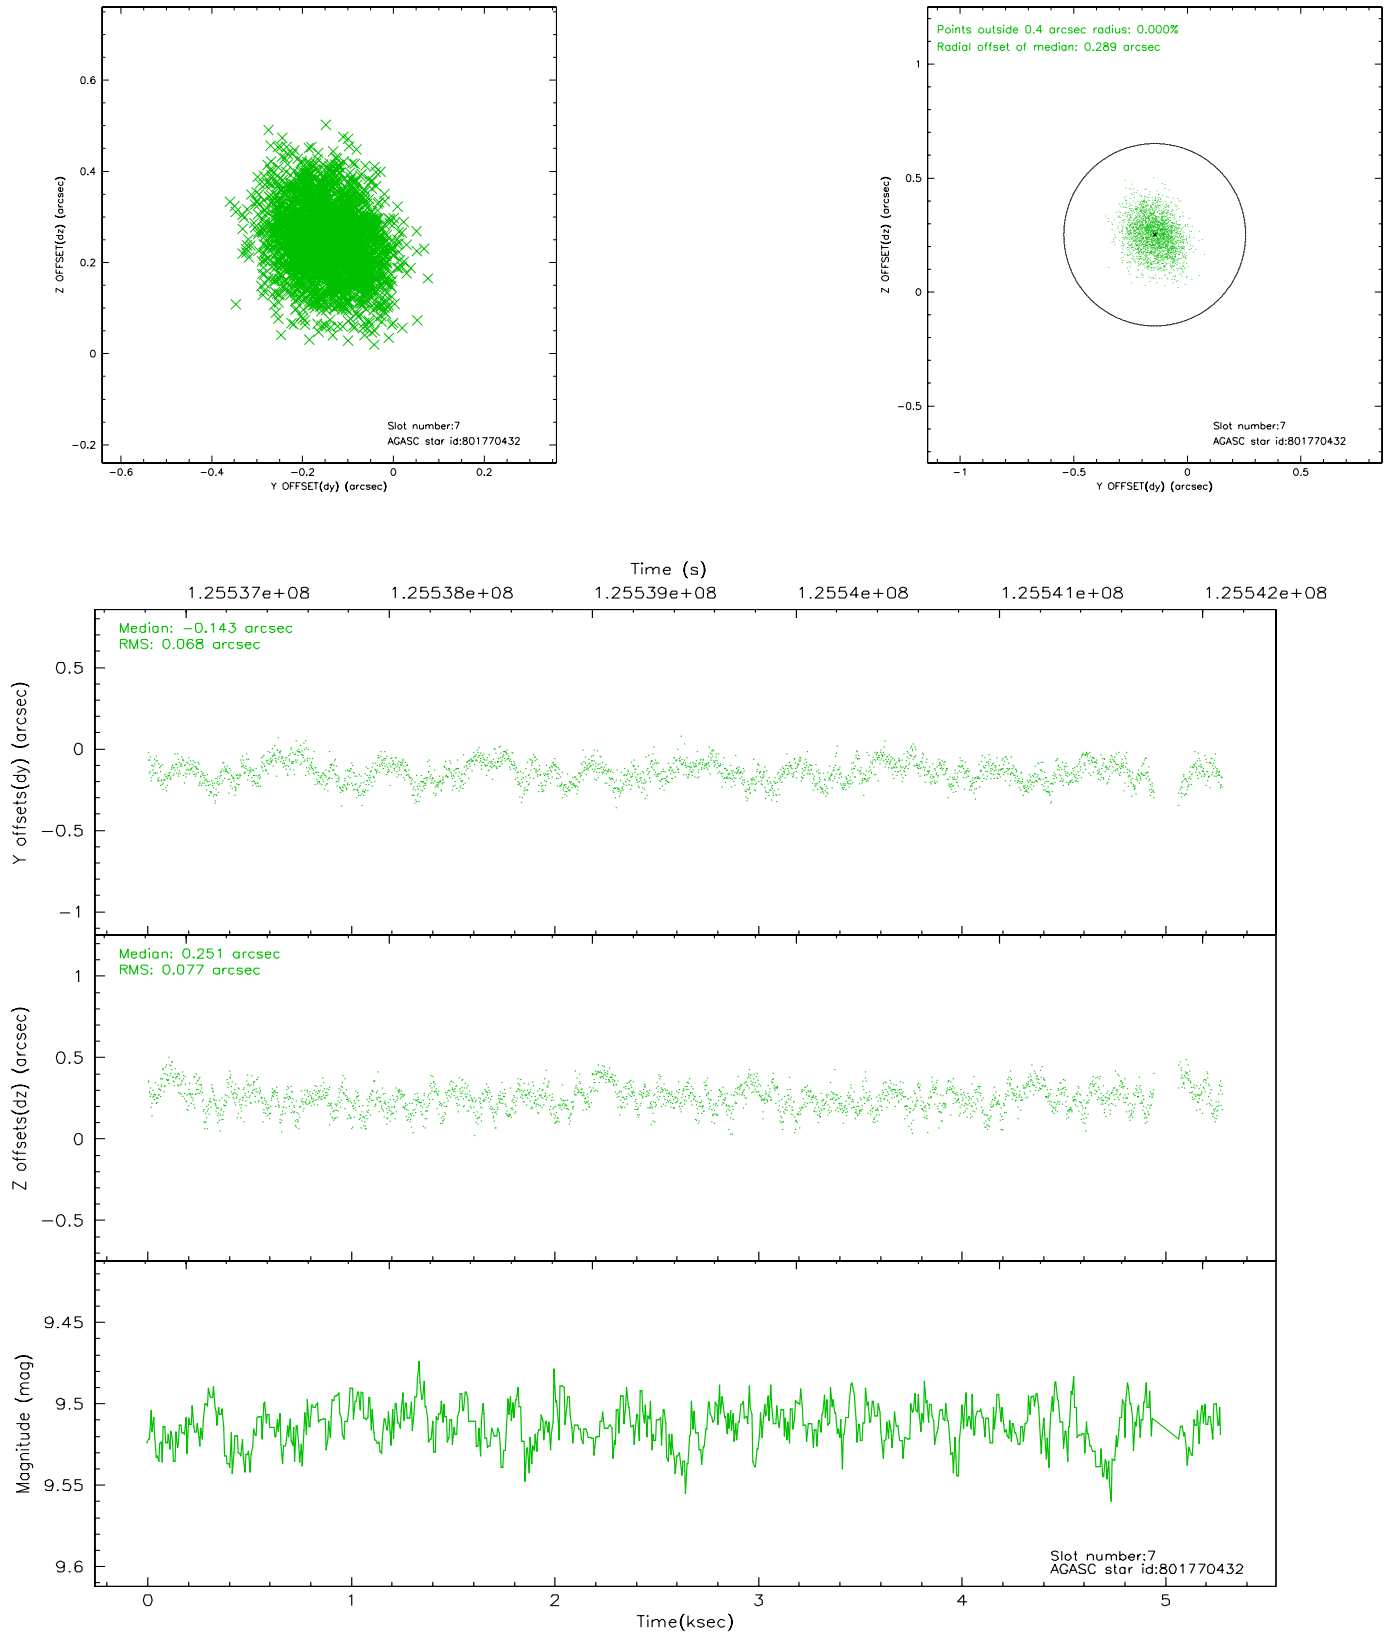 0.6
0.4
0.2
0
−0.2
Z OFFSET(dz) (arcsec)
Slot number:7
AGASC star id:801770432
−0.6 −0.4 −0.2 0 0.2
Y OFFSET(dy) (arcsec)
Points outside 0.4 arcsec radius: 0.000%
Radial offset of median: 0.289 arcsec
1
0.5
0
−0.5
Z OFFSET(dz) (arcsec)
Slot number:7
AGASC star id:801770432
−1 −0.5 0 0.5
Y OFFSET(dy) (arcsec)
Time (s)
1.25537e+08 1.25538e+08 1.25539e+08 1.2554e+08 1.25541e+08 1.25542e+08
Median: −0.143 arcsec
RMS: 0.068 arcsec
0.5
0
−0.5
−1
Y offsets(dy) (arcsec)
Median: 0.251 arcsec
RMS: 0.077 arcsec
1
0.5
0
−0.5
Z offsets(dz) (arcsec)
9.45
9.5
9.55
9.6
Magnitude (mag)
Slot number:7
AGASC star id:801770432
0 1 2 3 4 5
Time(ksec)